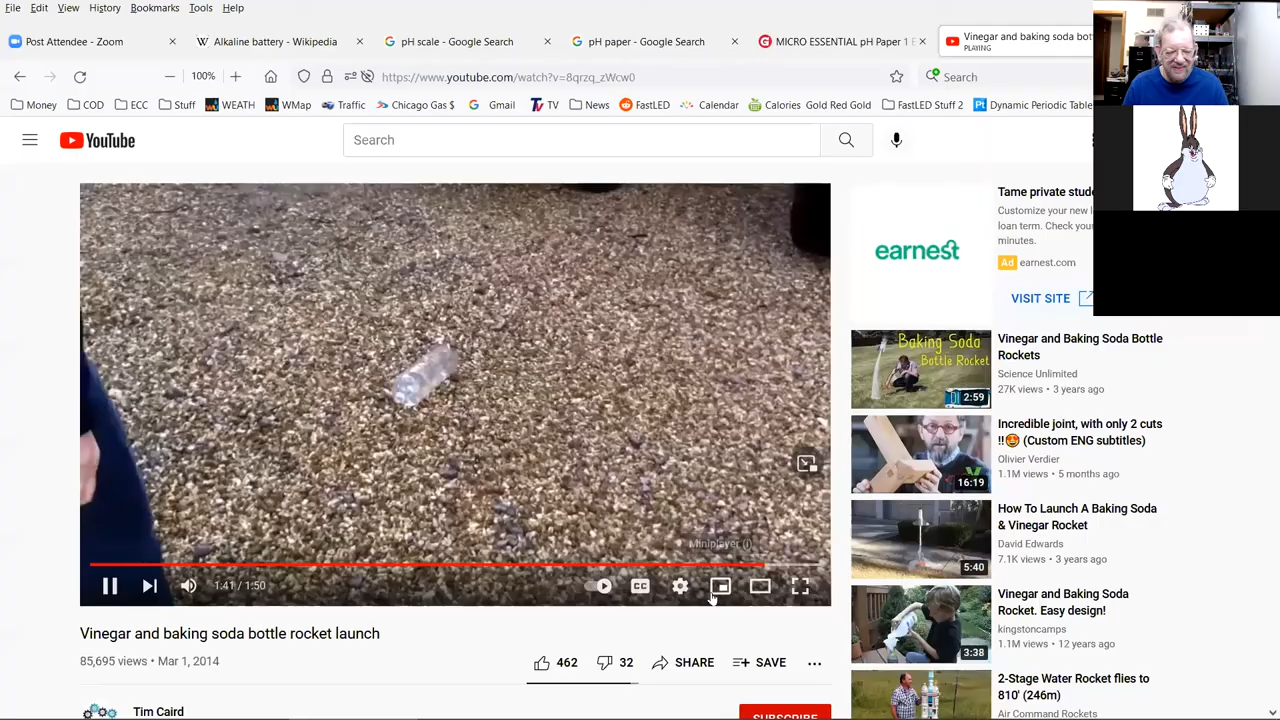 File Edit View History Bookmarks Tools Help
Post Attendee - Zoom
Alkaline battery - Wikipedia
pH scale
pH paper - Google Search
MICRO ESSENTIAL pH Paper 1
Vinegar and baking soda bot
PLAYING
100%
https://www.youtube.com/watch?v=8qrzq_zWcw0
Search
Money COD ECC Stuff WEATH WMap Traffic Chicago Gas $ Gmail TV News FastLED Calendar Calories Gold Red Gold FastLED Stuff 2 Dynamic Periodic Table
YouTube
Search
Miniplayer (i)
1:41 / 1:50
CC
Vinegar and baking soda bottle rocket launch
85,695 views • Mar 1, 2014
462 32 SHARE SAVE
Tim Caird
SUBSCRIBE
earnest
Tame private stud
Customize your new l
loan term. Check your
minutes.
Ad earnest.com
VISIT SITE
Baking Soda
Bottle Rocket
2:59
Vinegar and Baking Soda Bottle
Rockets
Science Unlimited
27K views • 3 years ago
16:19
Incredible joint, with only 2 cuts
!!🤩 (Custom ENG subtitles)
Olivier Verdier
1.1M views • 5 months ago
5:40
How To Launch A Baking Soda
& Vinegar Rocket
David Edwards
7.1K views • 3 years ago
3:38
Vinegar and Baking Soda
Rocket. Easy design!
kingstoncamps
1.1M views • 12 years ago
2-Stage Water Rocket flies to
810' (246m)
Air Command Rockets